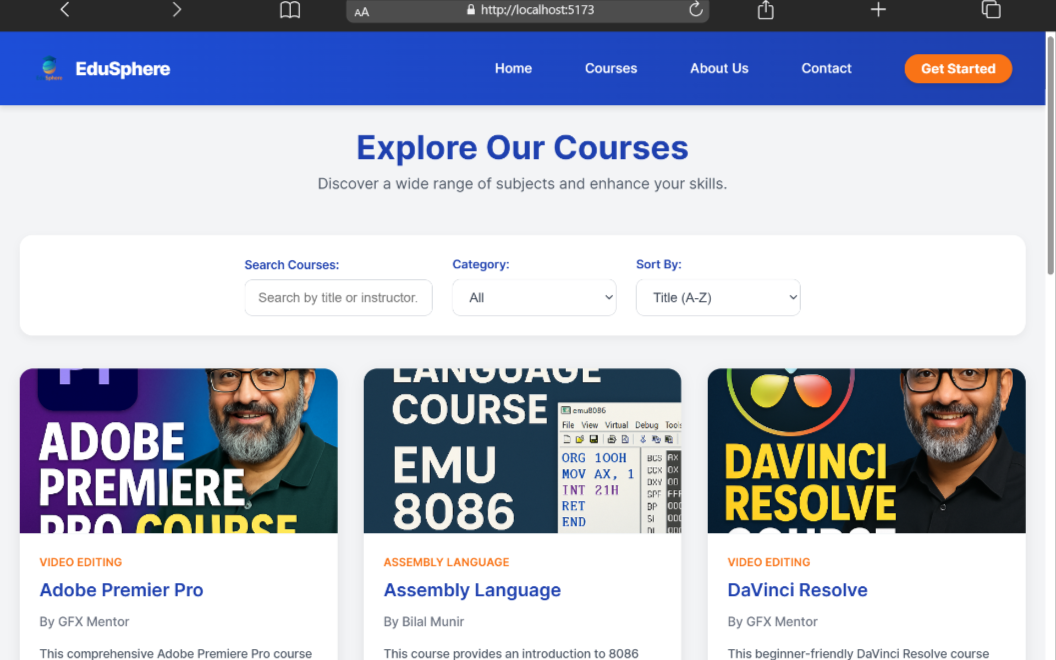 AA
http://localhost:5173
Sphere
EduSphere
Home
Courses
About Us
Contact
Get Started
Explore Our Courses
Discover a wide range of subjects and enhance your skills.
Search Courses:
Category:
Sort By:
Search by title or instructor.
All
Title (A-Z)
ADOBE
PREMIERE
PRO COURSE
LANGUAGE
COURSE
EMU
8086
emu8086
File View Virtual Debug Tools
ORG 100H
MOV AX, 1
INT 21H
RET
END
DAVINCI
RESOLVE
COURSE
VIDEO EDITING
Adobe Premier Pro
By GFX Mentor
This comprehensive Adobe Premiere Pro course
ASSEMBLY LANGUAGE
Assembly Language
By Bilal Munir
This course provides an introduction to 8086
VIDEO EDITING
DaVinci Resolve
By GFX Mentor
This beginner-friendly DaVinci Resolve course